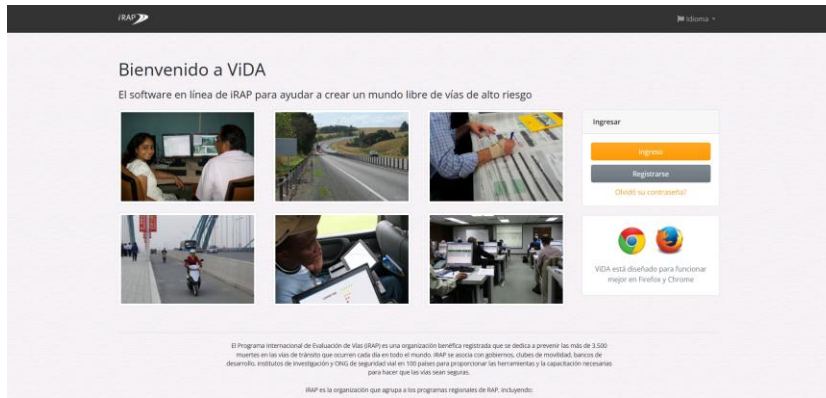 iRAP
Idioma
Bienvenido a ViDA
El software en línea de iRAP para ayudar a crear un mundo libre de vías de alto riesgo
Ingresar
Ingreso
Registrarse
Olvidó su contraseña?
ViDA está diseñado para funcionar
mejor en Firefox y Chrome
El Programa Internacional de Evaluación de Vías (iRAP) es una organización benéfica registrada que se dedica a prevenir las más de 3.500
muertes en las vías de tránsito que ocurren cada día en todo el mundo. iRAP se asocia con gobiernos, clubes de movilidad, bancos de
desarrollo, institutos de investigación y ONG de seguridad vial en 100 países para proporcionar las herramientas y la capacitación necesarias
para hacer que las vías sean seguras.
iRAP es la organización que agrupa a los programas regionales de RAP, incluyendo: